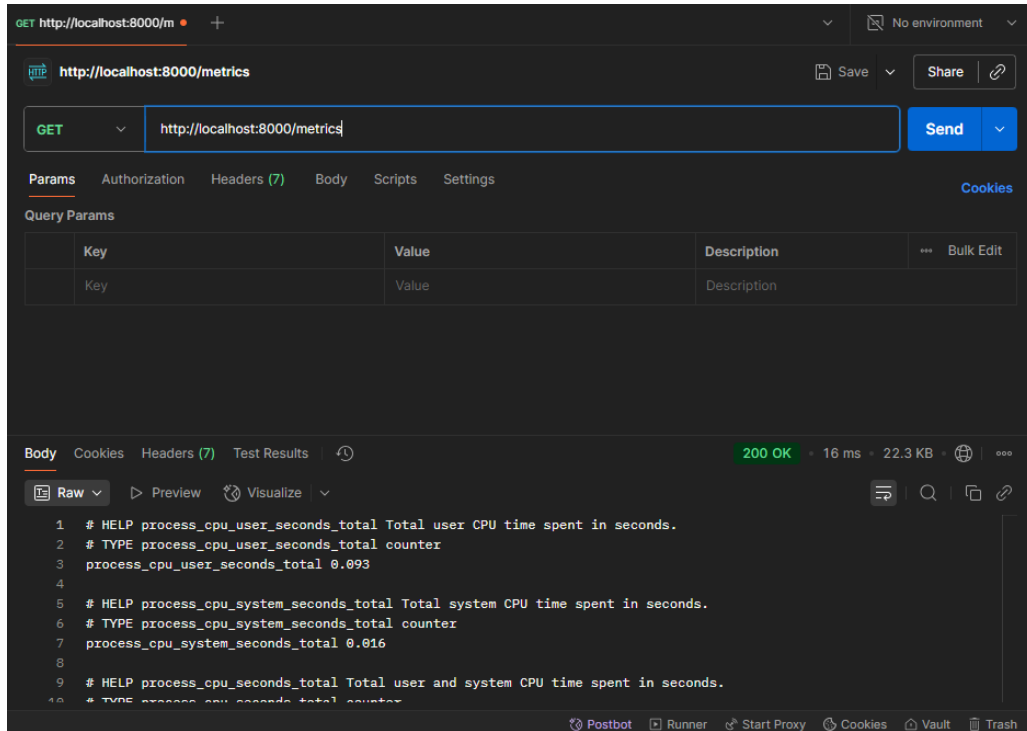 GET http://localhost:8000/m
No environment
HTTP http://localhost:8000/metrics
Save
Share
GET http://localhost:8000/metrics
Send
Params Authorization Headers (7) Body Scripts Settings
Cookies
Query Params
Key Value Description ••• Bulk Edit
Key Value Description
Body Cookies Headers (7) Test Results
200 OK • 16 ms • 22.3 KB
Raw Preview Visualize
1 # HELP process_cpu_user_seconds_total Total user CPU time spent in seconds.
2 # TYPE process_cpu_user_seconds_total counter
3 process_cpu_user_seconds_total 0.093
4
5 # HELP process_cpu_system_seconds_total Total system CPU time spent in seconds.
6 # TYPE process_cpu_system_seconds_total counter
7 process_cpu_system_seconds_total 0.016
8
9 # HELP process_cpu_seconds_total Total user and system CPU time spent in seconds.
10 # TYPE process_cpu_seconds_total counter
Postbot Runner Start Proxy Cookies Vault Trash